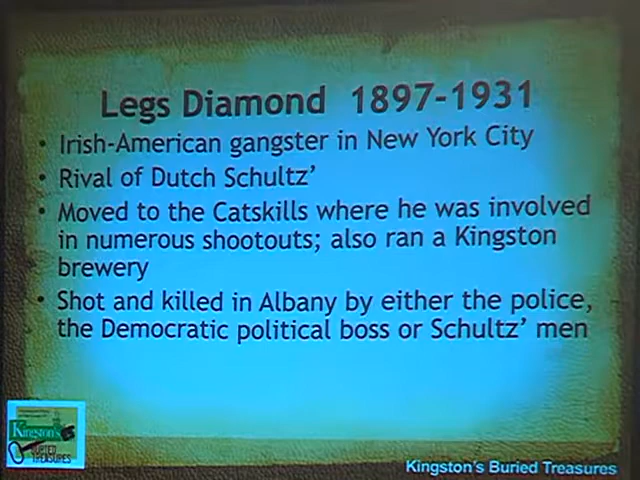 Legs Diamond 1897-1931
• Irish-American gangster in New York City
• Rival of Dutch Schultz’
• Moved to the Catskills where he was involved
in numerous shootouts; also ran a Kingston
brewery
• Shot and killed in Albany by either the police,
the Democratic political boss or Schultz’ men
Kingston's
BURIED
TREASURES
Kingston's Buried Treasures